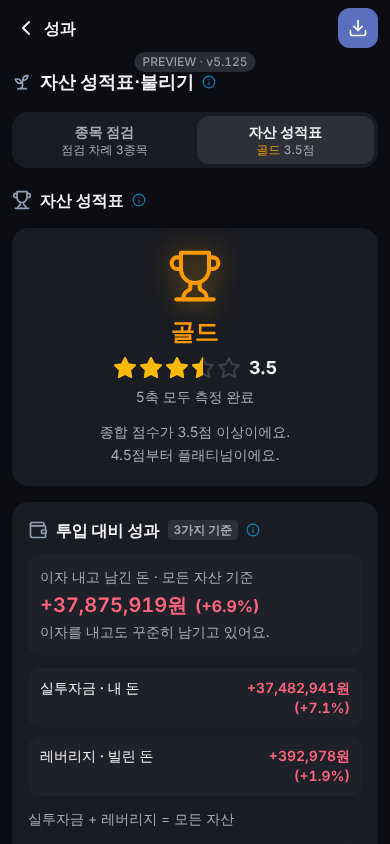 성과
PREVIEW · v5.125
자산 성적표·불리기
종목 점검
점검 차례 3종목
자산 성적표
골드 3.5점
자산 성적표
골드
3.5
5축 모두 측정 완료
종합 점수가 3.5점 이상이에요.
4.5점부터 플래티넘이에요.
투입 대비 성과 3가지 기준
이자 내고 남긴 돈 · 모든 자산 기준
+37,875,919원 (+6.9%)
이자를 내고도 꾸준히 남기고 있어요.
실투자금 · 내 돈
+37,482,941원
(+7.1%)
레버리지 · 빌린 돈
+392,978원
(+1.9%)
실투자금 + 레버리지 = 모든 자산